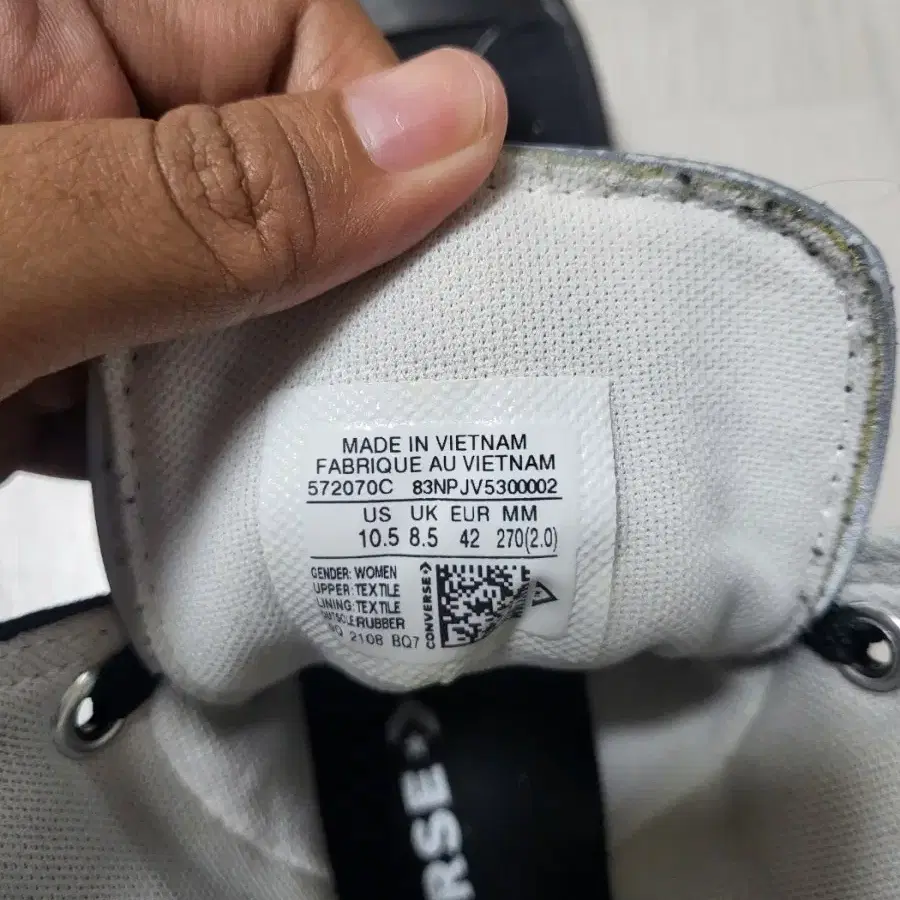 MADE IN VIETNAM
FABRIQUE AU VIETNAM
572070C 83NPJV5300002
US UK EUR MM
10.5 8.5 42 270(2.0)
GENDER: WOMEN
UPPER: TEXTILE
LINING: TEXTILE
RUBBER
2108 BQ7
CONVERSE
RSE